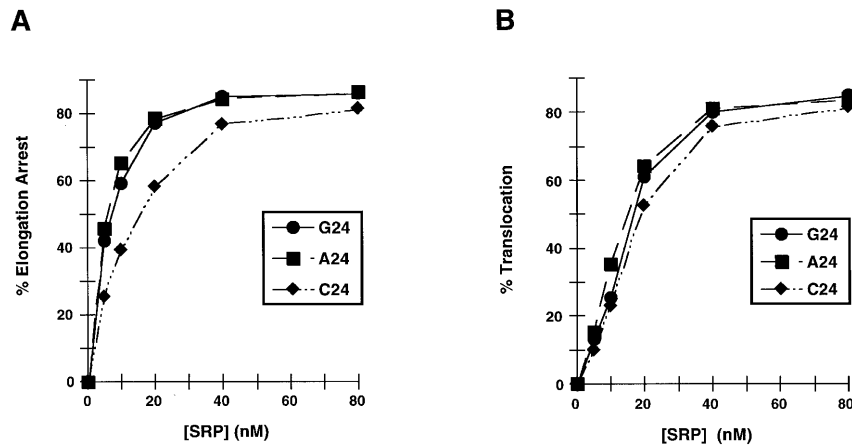 A
% Elongation Arrest
80
60
40
20
0
0 20 40 60 80
[SRP] (nM)
G24
A24
C24
B
% Translocation
80
60
40
20
0
0 20 40 60 80
[SRP] (nM)
G24
A24
C24